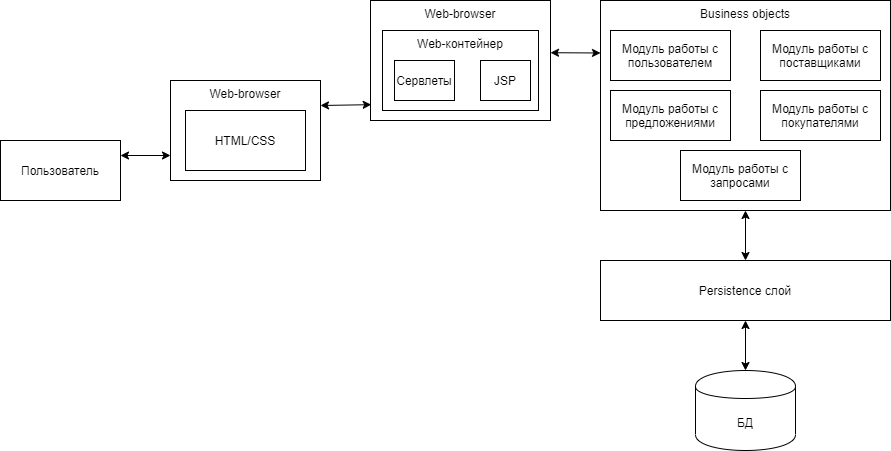 Пользователь
Web-browser
HTML/CSS
Web-browser
Web-контейнер
Сервлеты
JSP
Business objects
Модуль работы с
пользователем
Модуль работы с
поставщиками
Модуль работы с
предложениями
Модуль работы с
покупателями
Модуль работы с
запросами
Persistence слой
БД